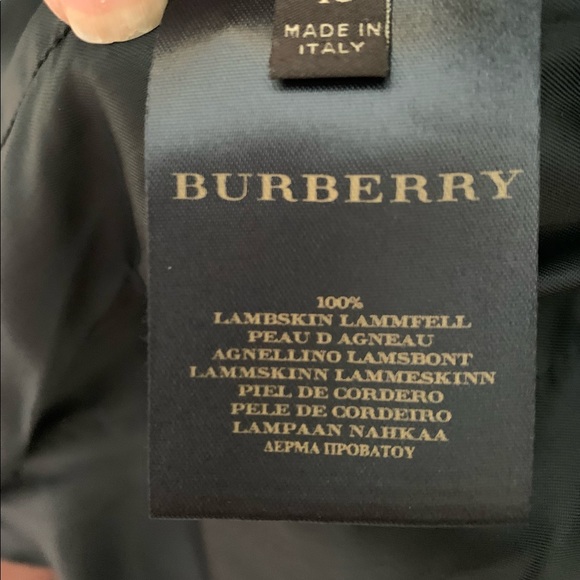 MADE IN
ITALY
BURBERRY
100%
LAMBSKIN LAMMFELL
PEAU D AGNEAU
AGNELLINO LAMSBONT
LAMMSKINN LAMMESKINN
PIEL DE CORDERO
PELE DE CORDEIRO
LAMPAAN NAHKAA
ΔΕΡΜΑ ΠΡΟΒΑΤΟΥ